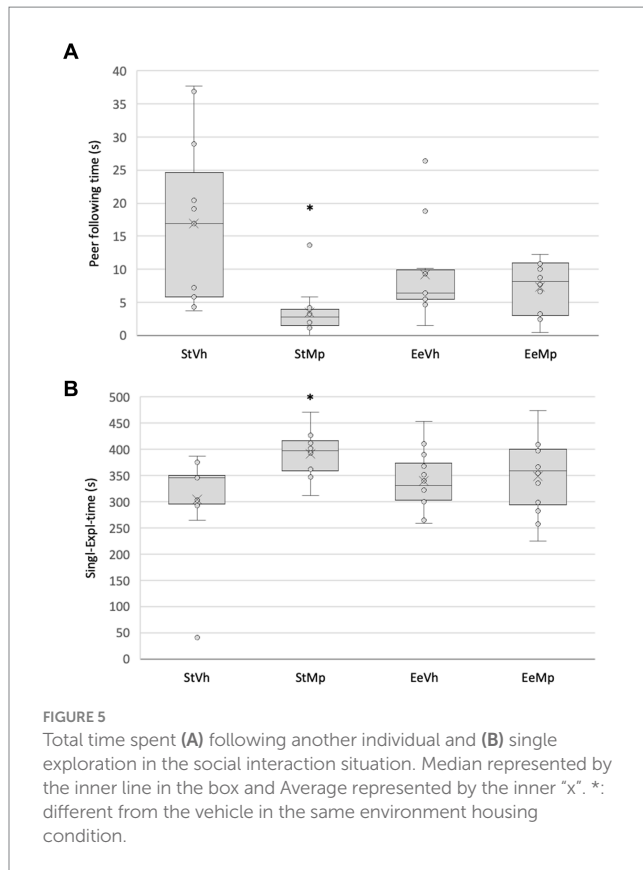 A
Peer following time (s)
40
35
30
25
20
15
10
5
0
*
StVh StMp EeVh EeMp
B
Singl-Expl-time (s)
500
450
400
350
300
250
200
150
100
50
0
*
StVh StMp EeVh EeMp
FIGURE 5
Total time spent (A) following another individual and (B) single
exploration in the social interaction situation. Median represented by
the inner line in the box and Average represented by the inner “x”. *:
different from the vehicle in the same environment housing
condition.